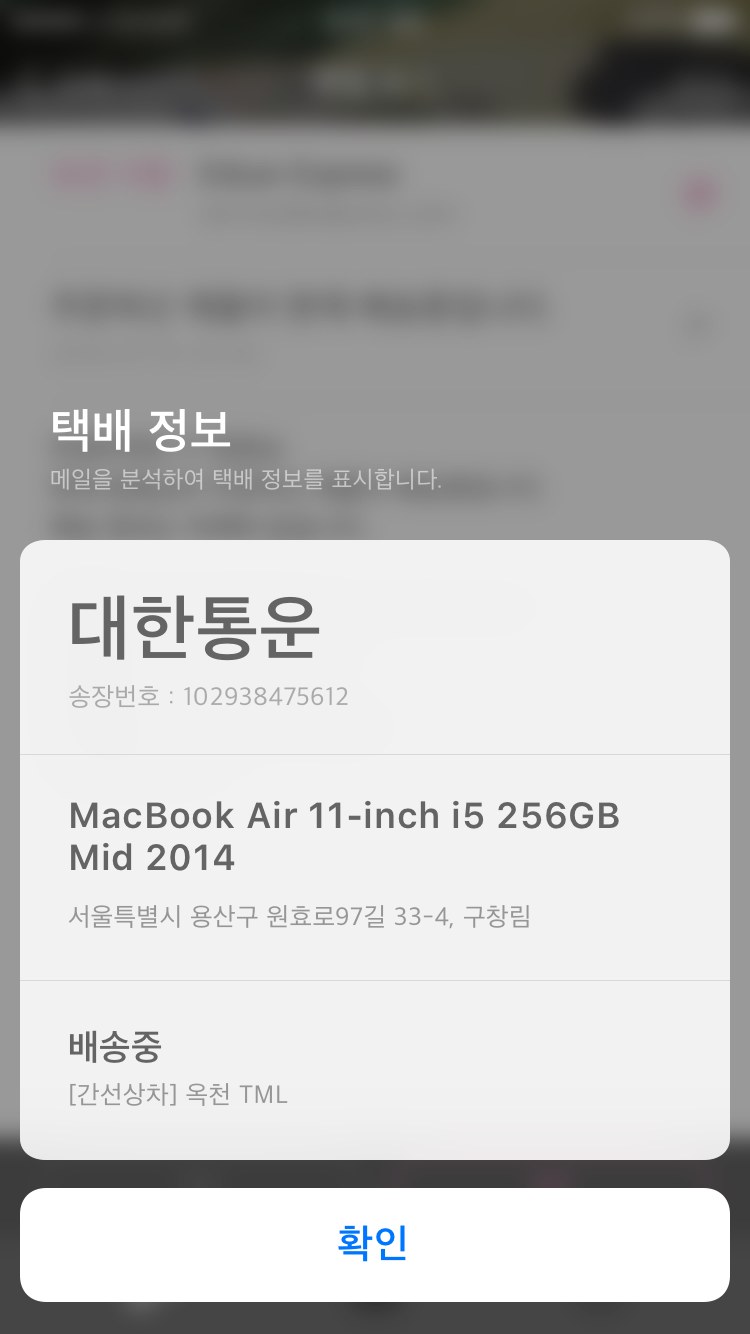 택배 정보
메일을 분석하여 택배 정보를 표시합니다.
대한통운
송장번호 : 102938475612
MacBook Air 11-inch i5 256GB
Mid 2014
서울특별시 용산구 원효로97길 33-4, 구창림
배송중
[간선상차] 옥천 TML
확인